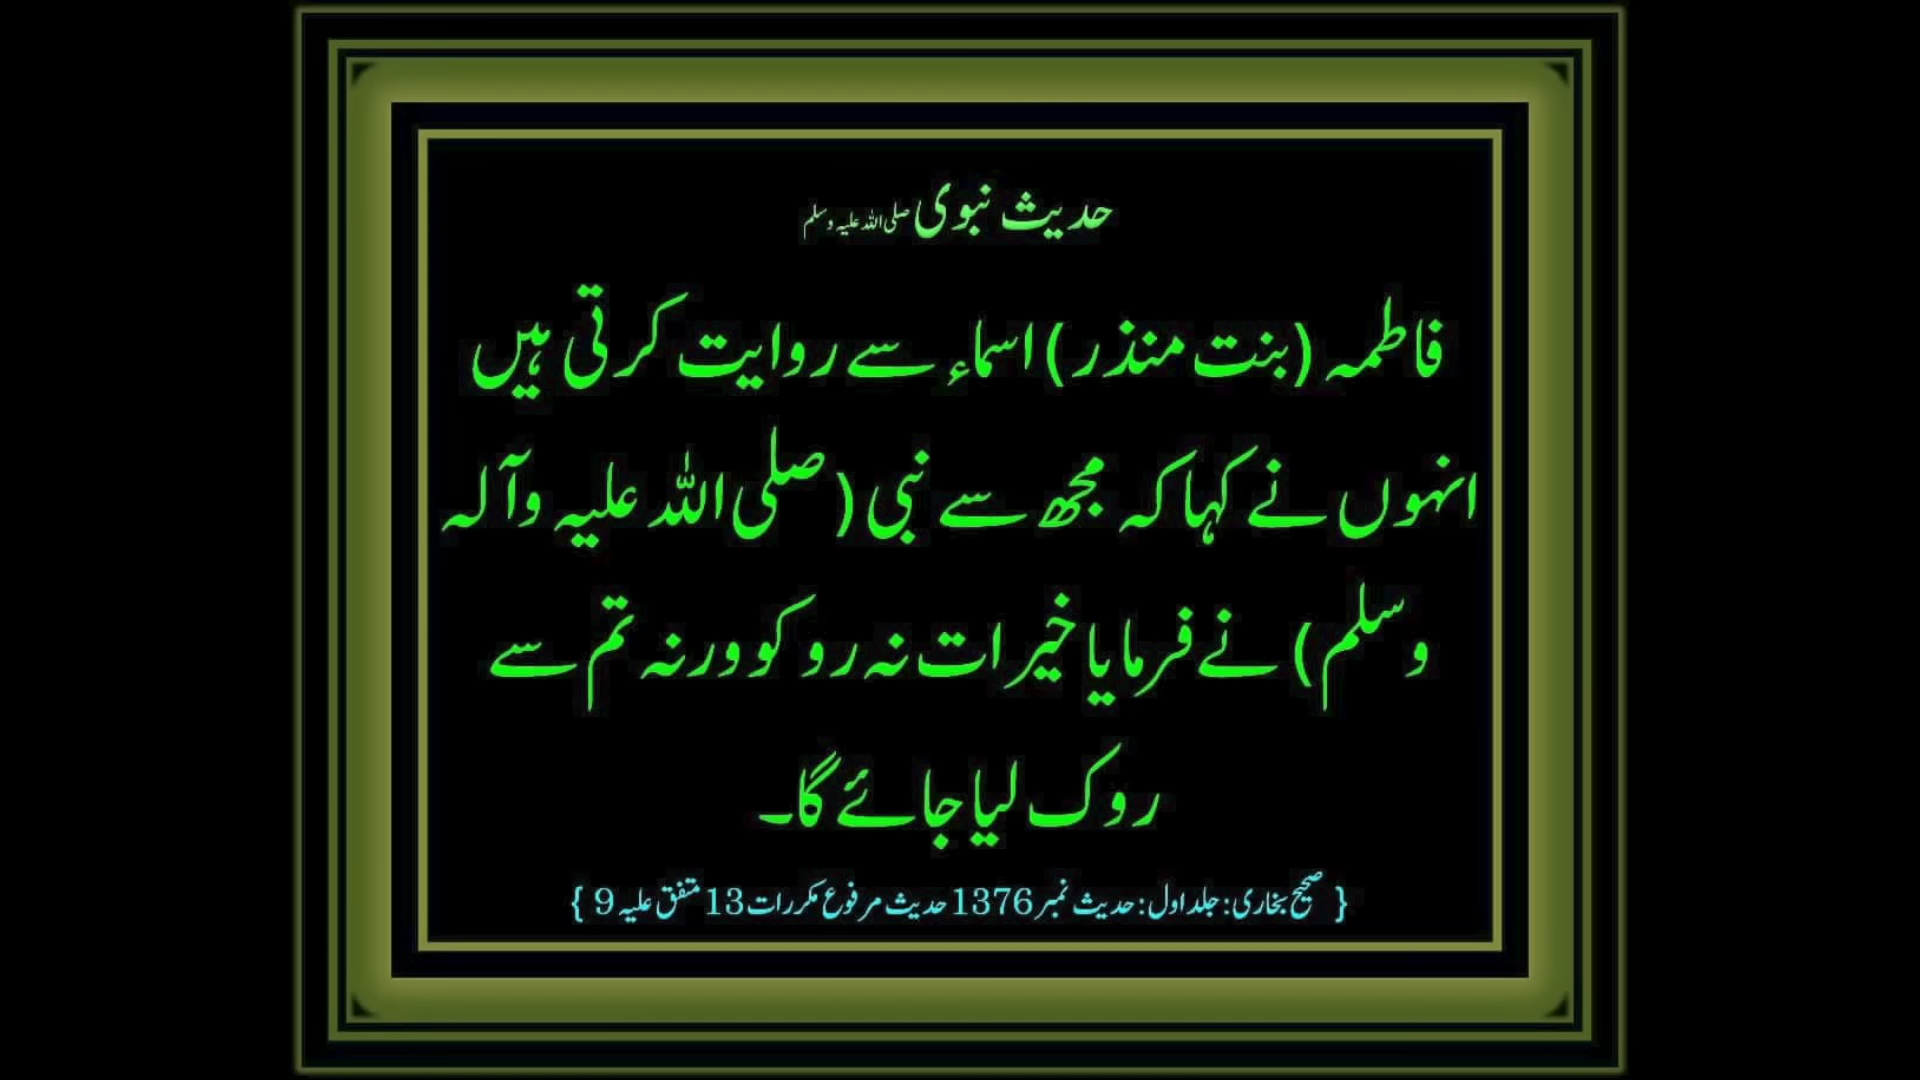 حدیث نبوی صلی اللہ علیہ وسلم
فاطمہ (بنت منذر) اسماء سے روایت کرتی ہیں
انہوں نے کہا کہ مجھ سے نبی (صلی اللہ علیہ وآلہ
وسلم) نے فرمایا خیرات نہ روکو ورنہ تم سے
روک لیا جائے گا۔
{ صحیح بخاری: جلد اول: حدیث نمبر 1376 حدیث مرفوع مکررات 13 متفق علیہ 9 }